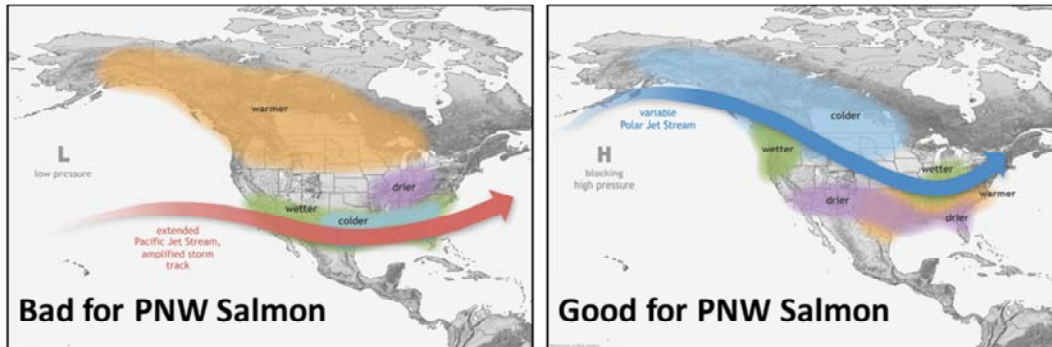 warmer
L
low pressure
drier
wetter
colder
extended
Pacific Jet Stream,
amplified storm
track
Bad for PNW Salmon
variable
Polar Jet Stream
colder
wetter
H
blocking
high pressure
wetter
warmer
drier
drier
Good for PNW Salmon